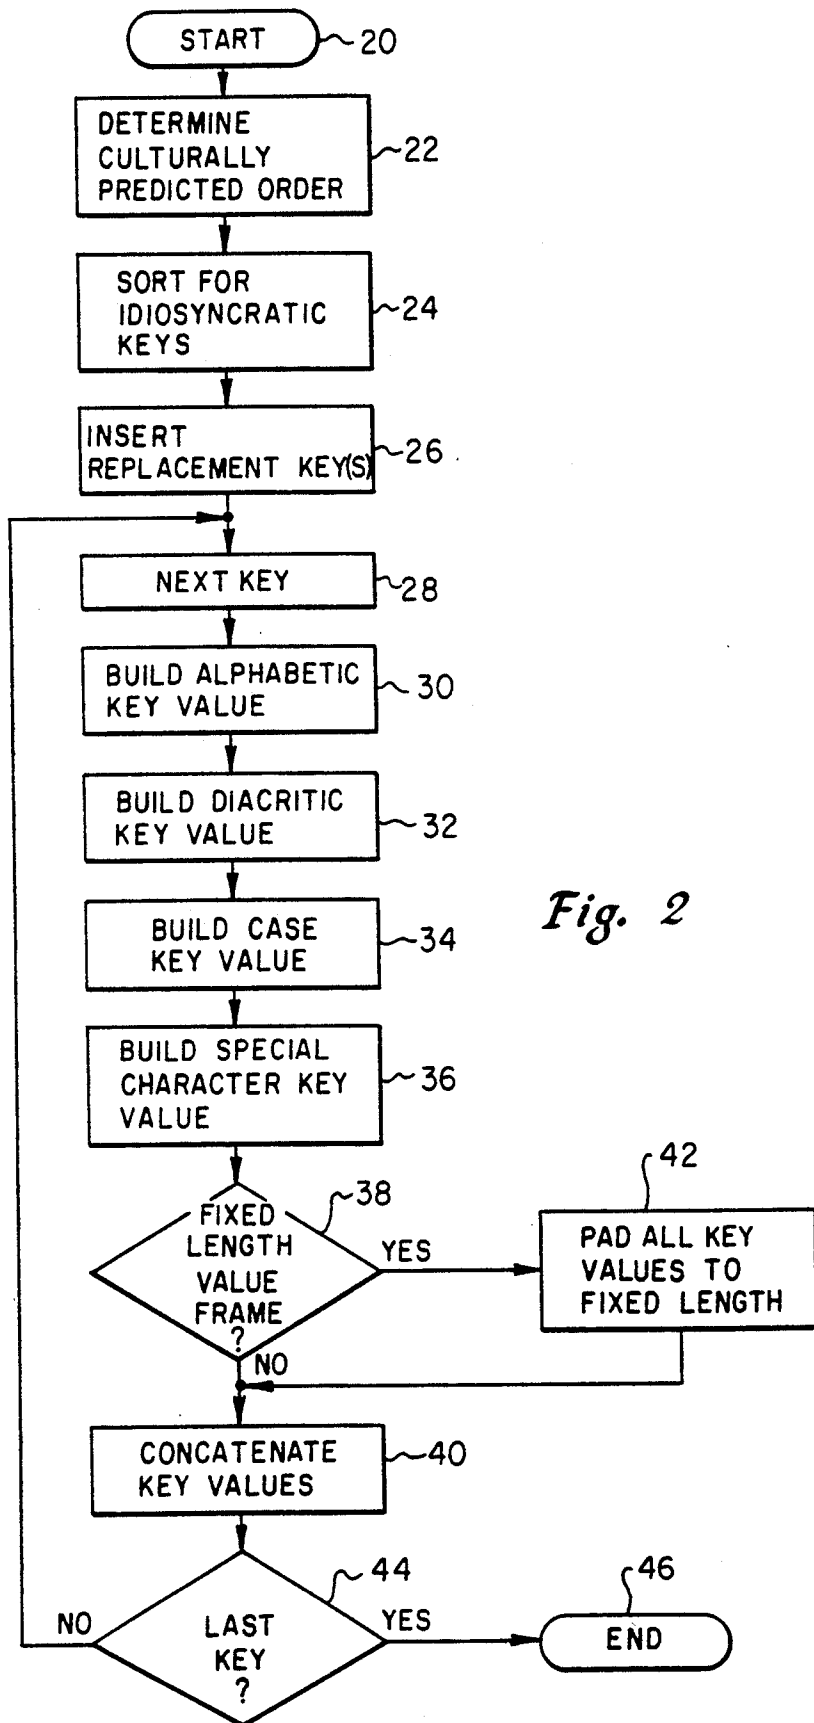 START
20
DETERMINE
CULTURALLY
PREDICTED ORDER
22
SORT FOR
IDIOSYNCRATIC
KEYS
24
INSERT
REPLACEMENT KEY(S)
26
NEXT KEY
28
BUILD ALPHABETIC
KEY VALUE
30
BUILD DIACRITIC
KEY VALUE
32
BUILD CASE
KEY VALUE
34
Fig. 2
BUILD SPECIAL
CHARACTER KEY
VALUE
36
FIXED
LENGTH
VALUE
FRAME
?
38
YES
NO
42
PAD ALL KEY
VALUES TO
FIXED LENGTH
CONCATENATE
KEY VALUES
40
LAST
KEY
?
44
NO
YES
46
END